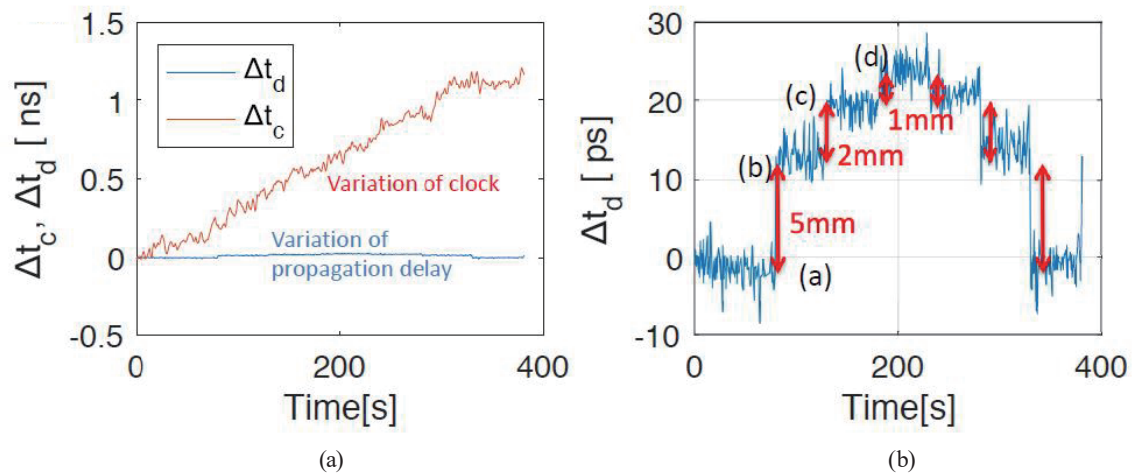 1.5
1
0.5
0
-0.5
Δt_c, Δt_d [ ns]
Δt_d
Δt_c
Variation of clock
Variation of
propagation delay
0
200
400
Time[s]
(a)
30
20
10
0
-10
Δt_d [ ps]
(d)
(c)
1mm
2mm
(b)
5mm
(a)
0
200
400
Time[s]
(b)